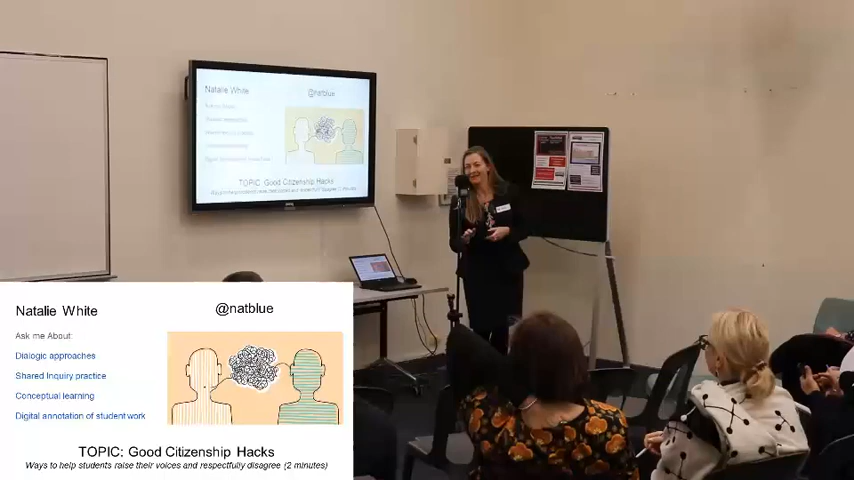 Natalie White
@natblue
TOPIC: Good Citizenship Hacks
Natalie White
@natblue
Ask me About:
Dialogic approaches
Shared Inquiry practice
Conceptual learning
Digital annotation of student work
TOPIC: Good Citizenship Hacks
Ways to help students raise their voices and respectfully disagree (2 minutes)